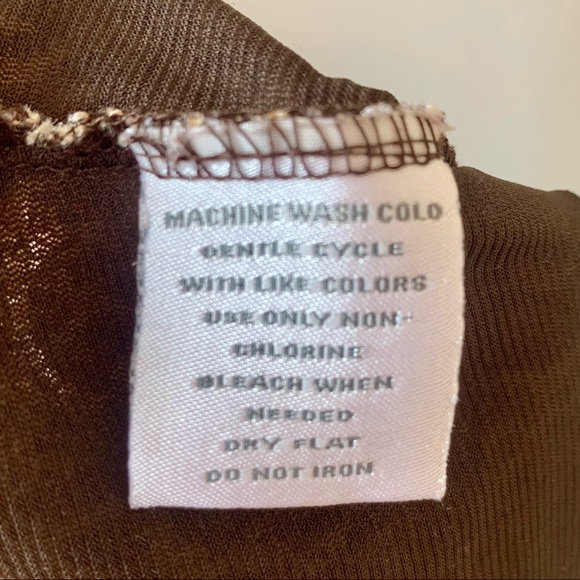 MACHINE WASH COLD
GENTLE CYCLE
WITH LIKE COLORS
USE ONLY NON-
CHLORINE
BLEACH WHEN
NEEDED
DRY FLAT
DO NOT IRON